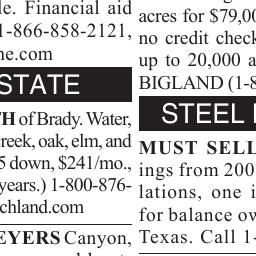 le. Financial aid
1-866-858-2121,
ne.com
STATE
TH of Brady. Water,
reek, oak, elm, and
5 down, $241/mo.,
years.) 1-800-876-
chland.com
EYERS Canyon,
acres for $79,00
no credit check
up to 20,000 a
BIGLAND (1-8
STEEL
MUST SELL
ings from 200
lations, one i
for balance ow
Texas. Call 1-